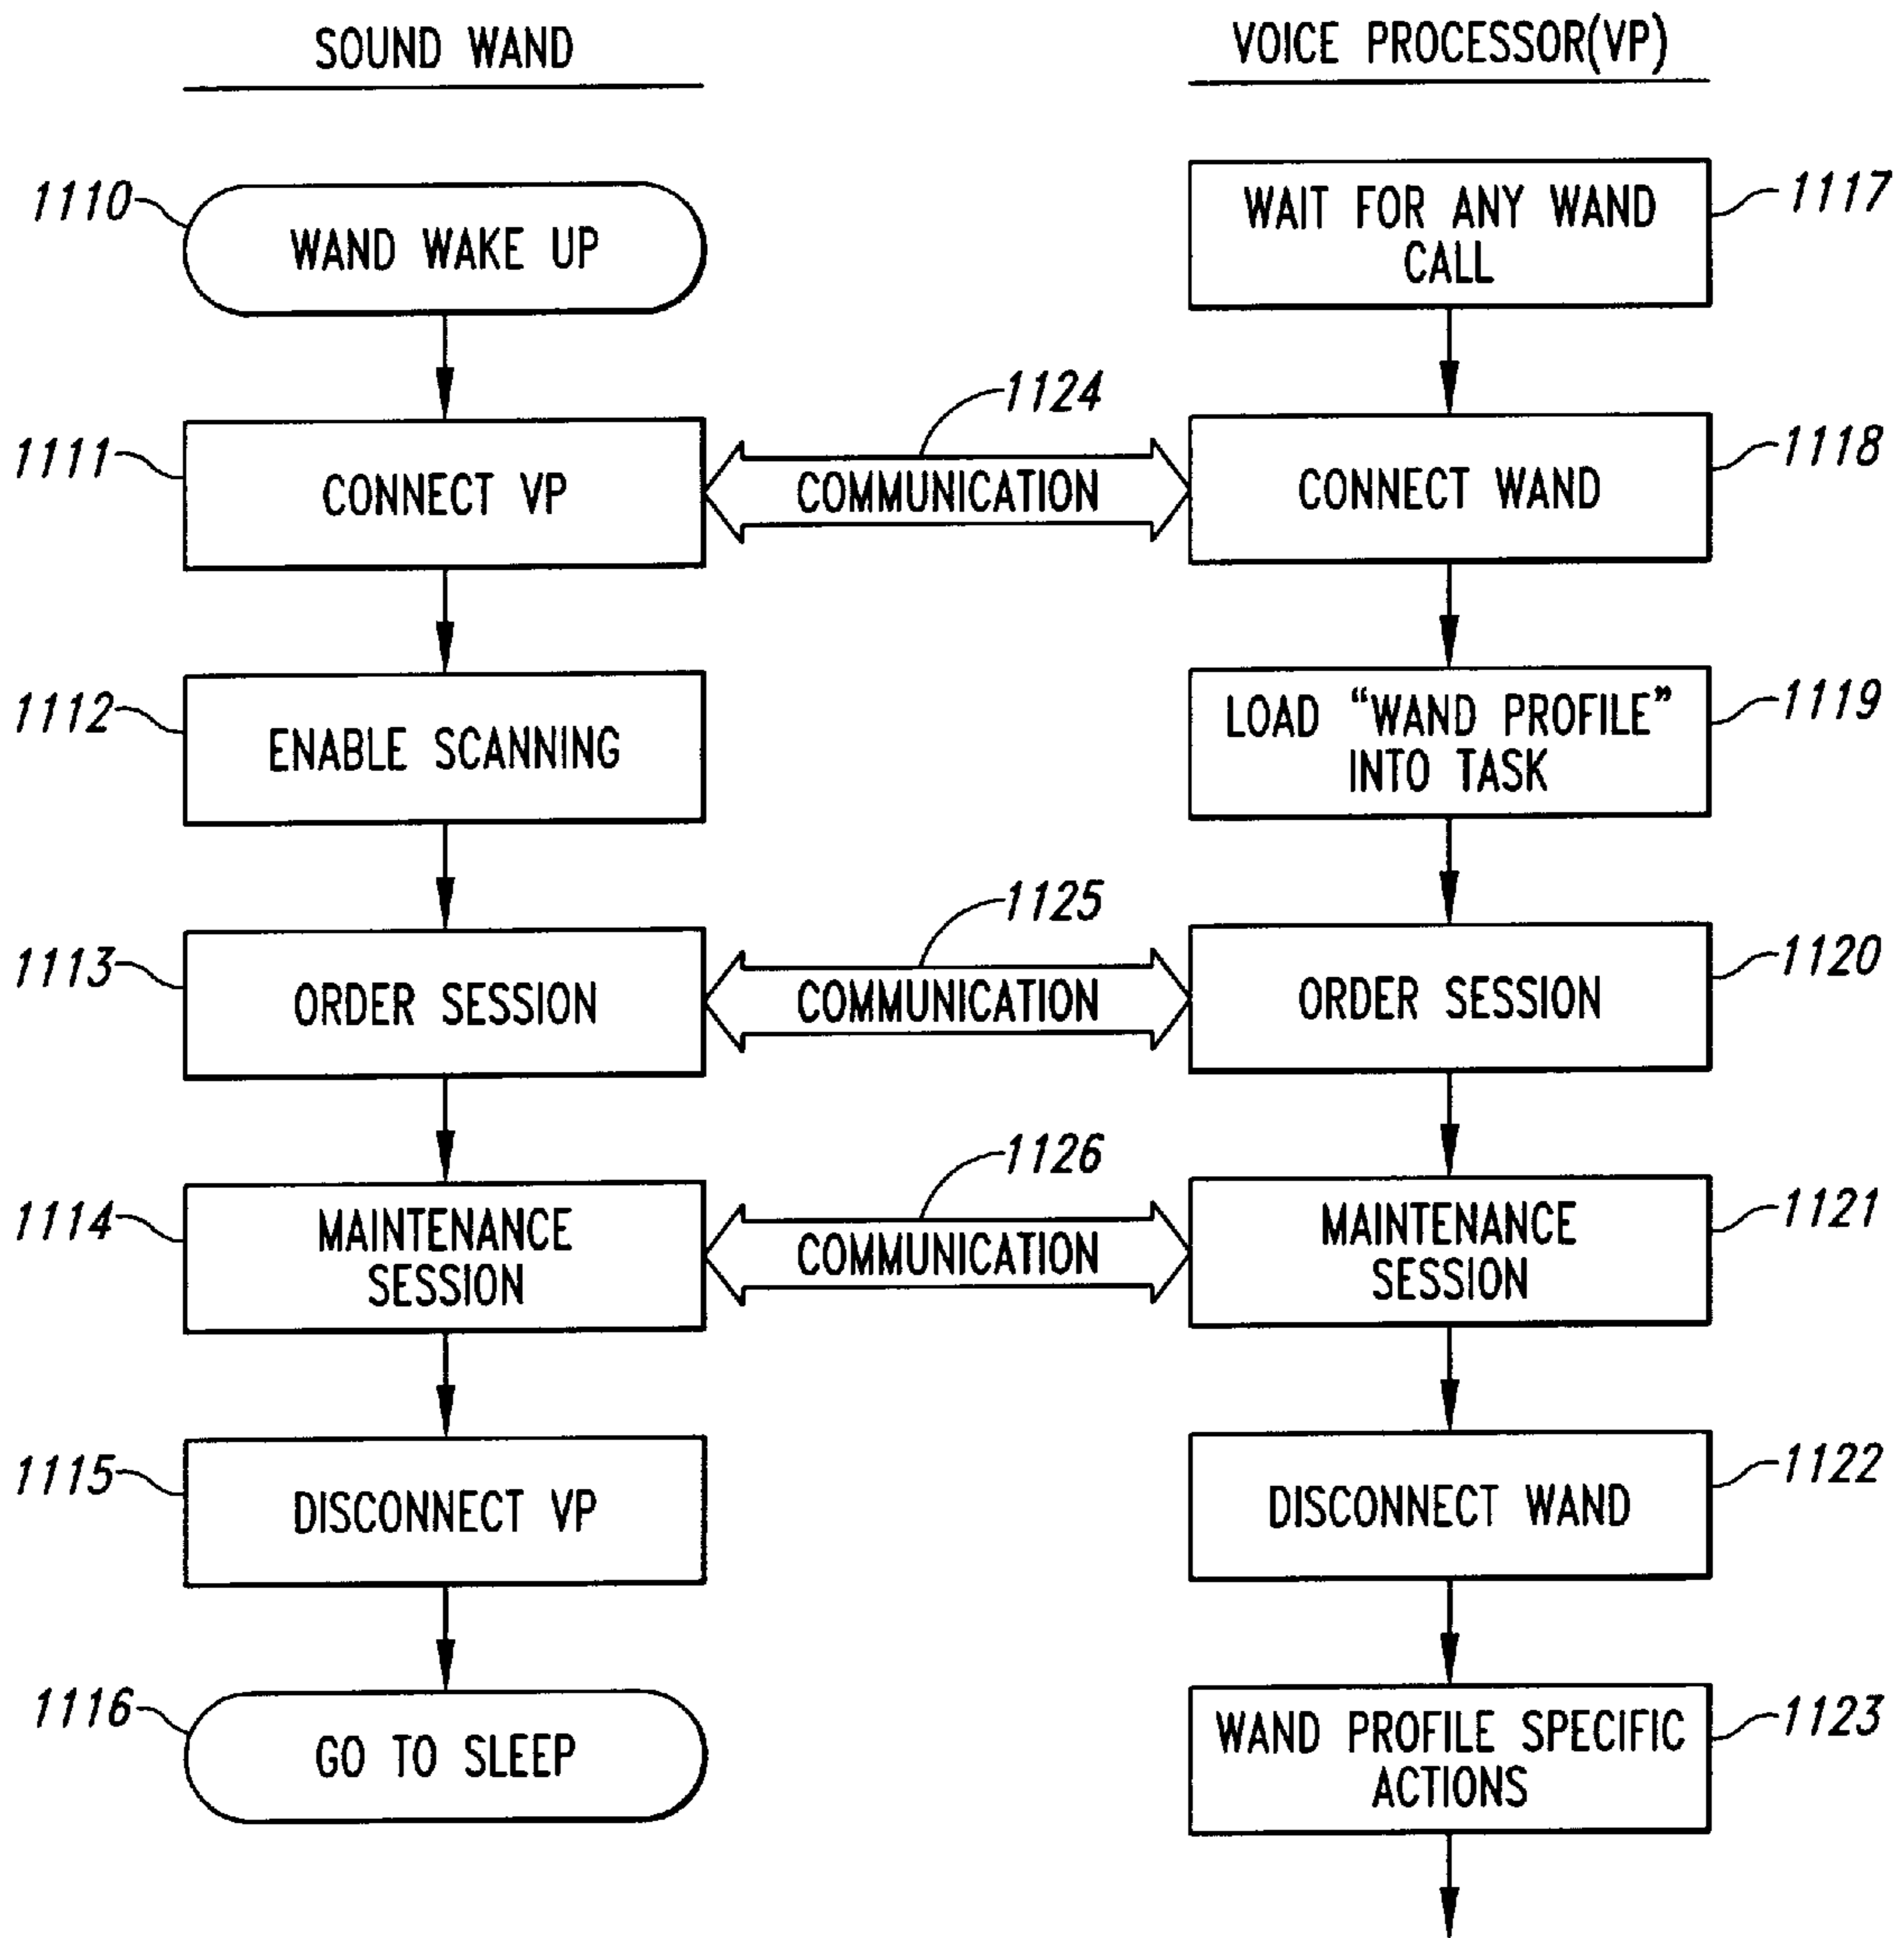 SOUND WAND
VOICE PROCESSOR(VP)
1110
WAND WAKE UP
WAIT FOR ANY WAND
CALL
1117
1111
CONNECT VP
1124
COMMUNICATION
CONNECT WAND
1118
1112
ENABLE SCANNING
LOAD “WAND PROFILE”
INTO TASK
1119
1113
ORDER SESSION
1125
COMMUNICATION
ORDER SESSION
1120
1114
MAINTENANCE
SESSION
1126
COMMUNICATION
MAINTENANCE
SESSION
1121
1115
DISCONNECT VP
DISCONNECT WAND
1122
1116
GO TO SLEEP
WAND PROFILE SPECIFIC
ACTIONS
1123